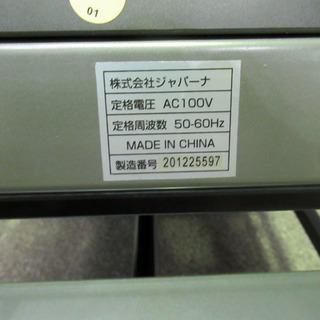 01
株式会社ジャバーナ
定格電圧 AC100V
定格周波数 50-60Hz
MADE IN CHINA
製造番号 201225597